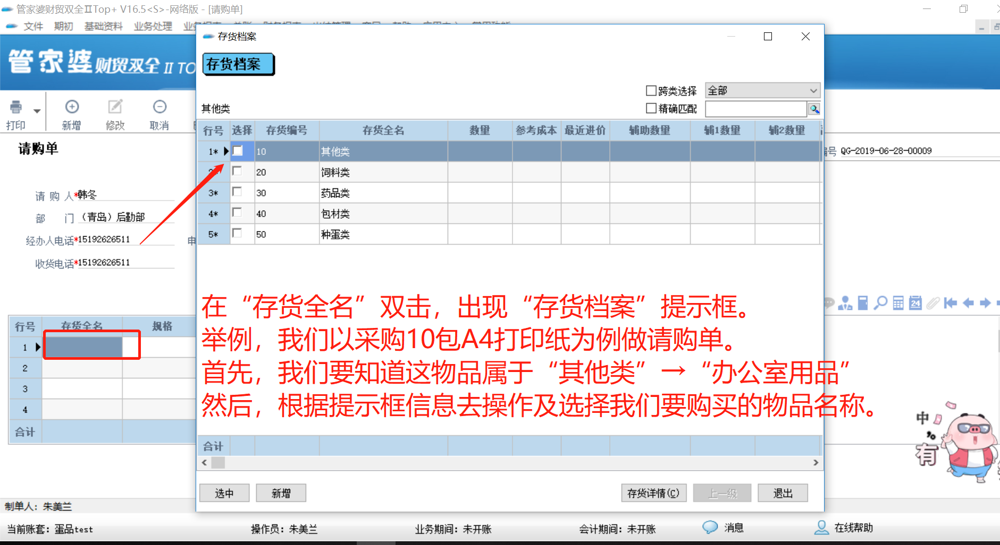 管家婆财贸双全ⅡTop+ V16.5<S>-网络版 - [请购单]
文件 期初 基础资料 业务处理
管家婆 财贸双全 II TO
打印 新增 修改 取消
请购单
编号 QG-2019-06-28-00009
请 购 人*韩冬
部 门 （青岛）后勤部
经办人电话*15192626511 申
收货电话*15192626511
行号 存货全名 规格
1
2
3
4
合计
制单人：朱美兰
存货档案
存货档案
跨类选择 全部
其他类 精确匹配
行号 选择 存货编号 存货全名 数量 参考成本 最近进价 辅助数量 辅1数量 辅2数量
1* 10 其他类
2* 20 饲料类
3* 30 药品类
4* 40 包材类
5* 50 种蛋类
在“存货全名”双击，出现“存货档案”提示框。
举例，我们以采购10包A4打印纸为例做请购单。
首先，我们要知道这物品属于“其他类”→“办公室用品”
然后，根据提示框信息去操作及选择我们要购买的物品名称。
24
合计
选中 新增 存货详情(C) 上一级 退出
中
有
当前账套：蛋品test 操作员：朱美兰 业务期间：未开账 会计期间：未开账 消息 在线帮助